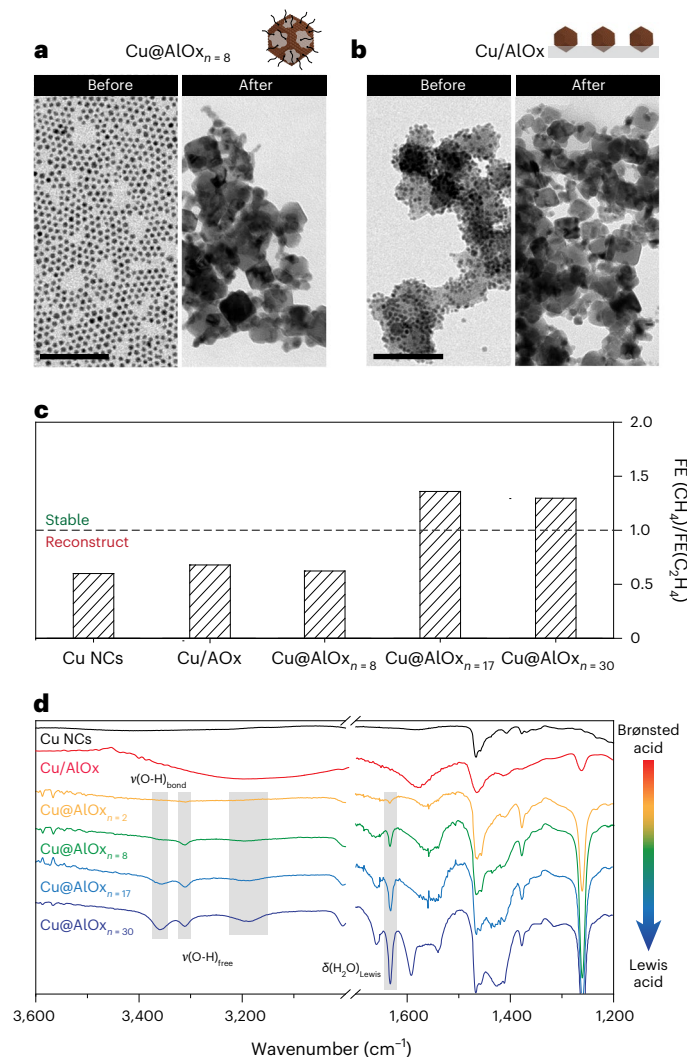 a Cu@AlOx n = 8
b Cu/AlOx
Before After
Before After
c
2.0
1.5
1.0
0.5
0
FE (CH4)/FE(C2H4)
Stable
Reconstruct
Cu NCs Cu/AOx Cu@AlOx n = 8 Cu@AlOx n = 17 Cu@AlOx n = 30
d
Cu NCs
Cu/AlOx
ν(O-H)bond
Cu@AlOx n = 2
Cu@AlOx n = 8
Cu@AlOx n = 17
Cu@AlOx n = 30
ν(O-H)free
δ(H2O)Lewis
Brønsted
acid
Lewis
acid
3,600 3,400 3,200 1,600 1,400 1,200
Wavenumber (cm−1)